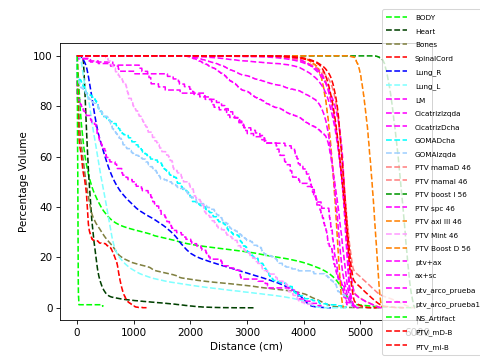 BODY
Heart
Bones
SpinalCord
Lung_R
Lung_L
LM
CicatrizIzqda
CicatrizDcha
GOMADcha
GOMAIzqda
PTV mamaD 46
PTV mamaI 46
PTV boost I 56
PTV spc 46
PTV axI III 46
PTV Mint 46
PTV Boost D 56
ptv+ax
ax+sc
ptv_arco_prueba
ptv_arco_prueba1
NS_Artifact
PTV_mD-B
PTV_mI-B
100
80
60
40
20
0
Percentage Volume
0 1000 2000 3000 4000 5000 6000
Distance (cm)